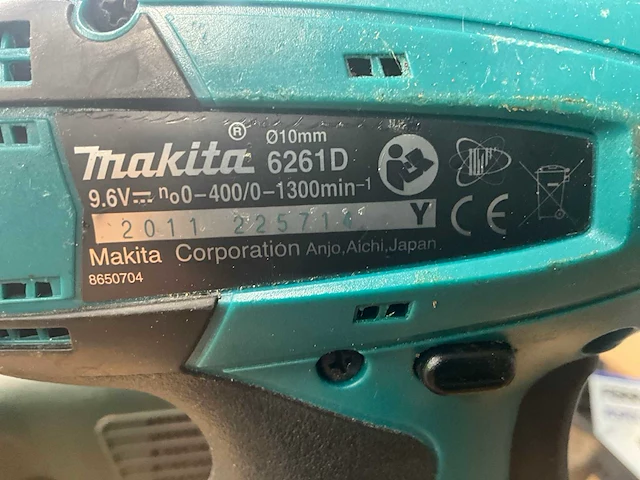 ® Ø10mm
makita 6261D
9.6V⎓ n₀0-400/0-1300min⁻¹
2011 225714 Y CE
Makita Corporation Anjo,Aichi,Japan
8650704